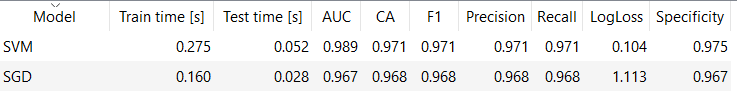 Model Train time [s] Test time [s] AUC CA F1 Precision Recall LogLoss Specificity
SVM 0.275 0.052 0.989 0.971 0.971 0.971 0.971 0.104 0.975
SGD 0.160 0.028 0.967 0.968 0.968 0.968 0.968 1.113 0.967